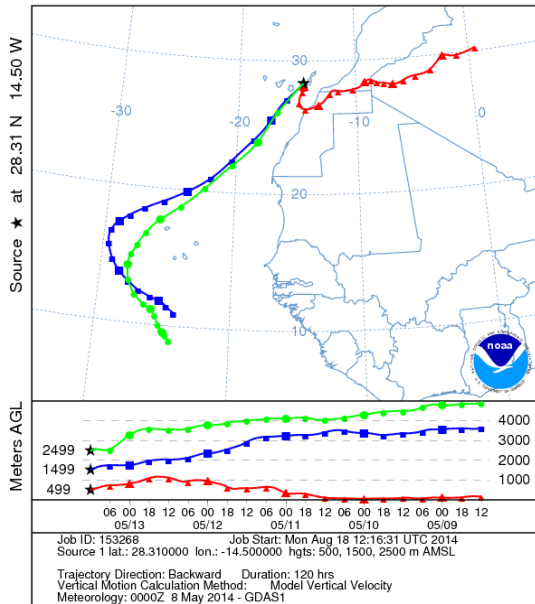 Source ★ at 28.31 N 14.50 W
30
-30
-20
-10
0
20
10
noaa
Meters AGL
2499
1499
499
4000
3000
2000
1000
06 00 18 12 06 00 18 12 06 00 18 12 06 00 18 12 06 00 18 12
05/13 05/12 05/11 05/10 05/09
Job ID: 153268 Job Start: Mon Aug 18 12:16:31 UTC 2014
Source 1 lat.: 28.310000 lon.: -14.500000 hgts: 500, 1500, 2500 m AMSL
Trajectory Direction: Backward Duration: 120 hrs
Vertical Motion Calculation Method: Model Vertical Velocity
Meteorology: 0000Z 8 May 2014 - GDAS1